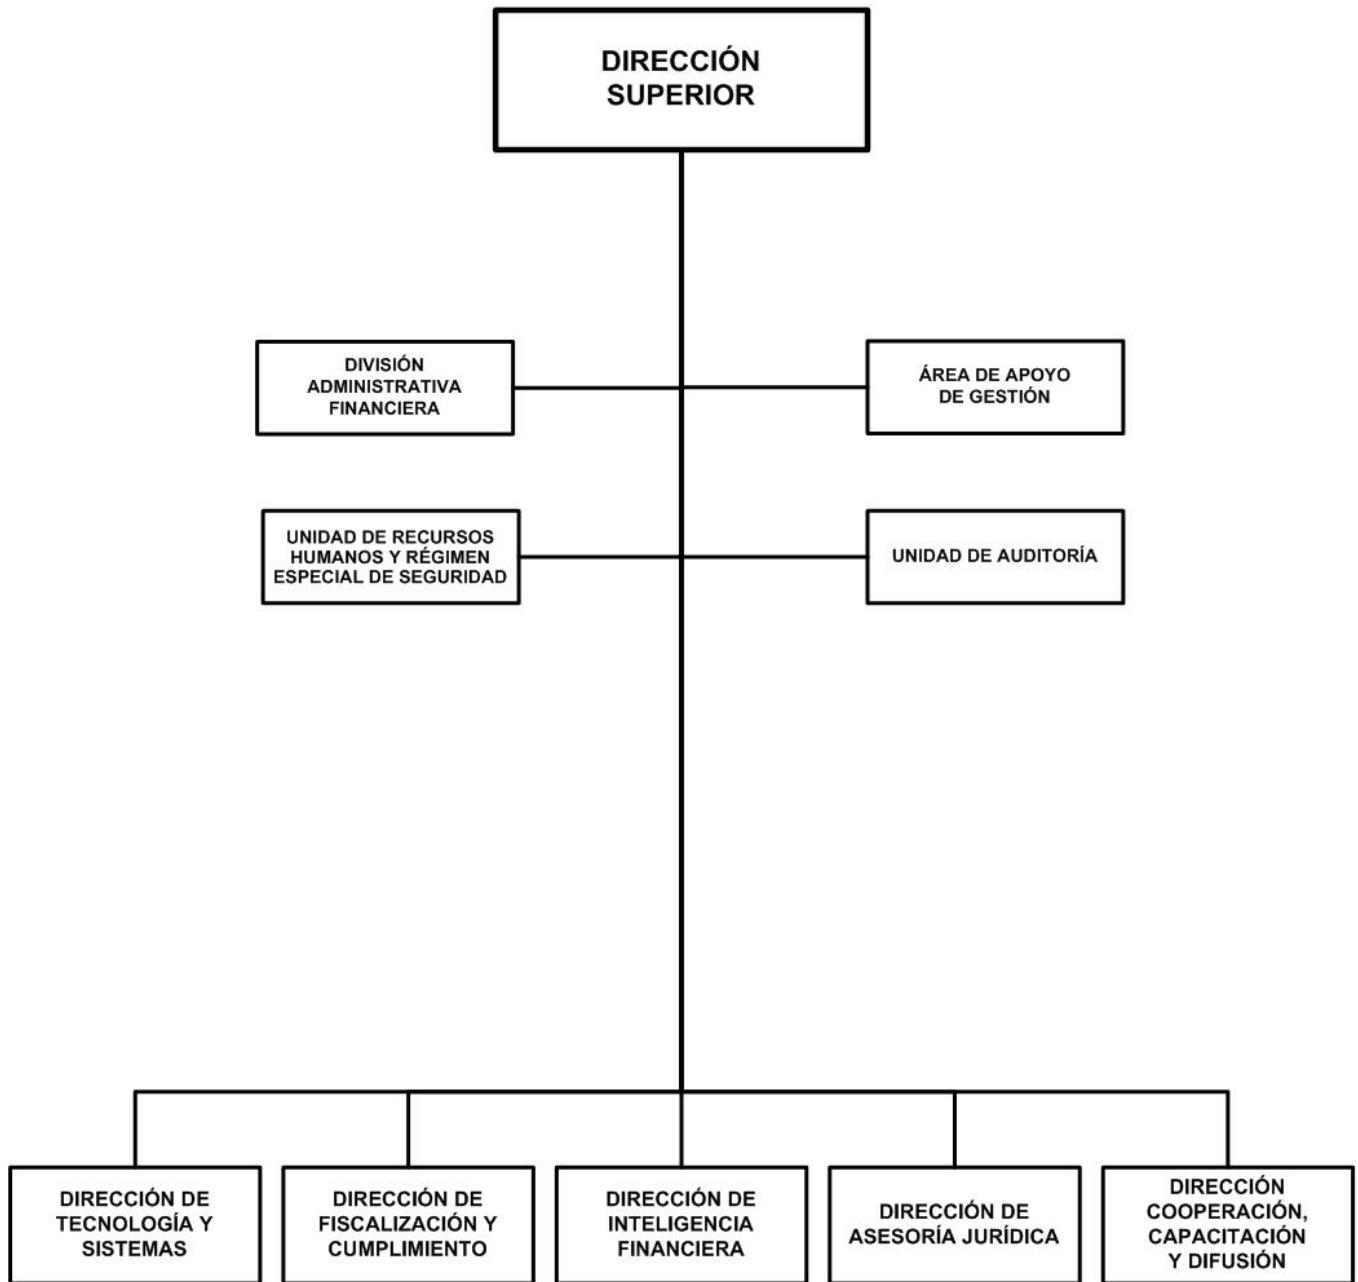 DIRECCIÓN
SUPERIOR
DIVISIÓN
ADMINISTRATIVA
FINANCIERA
ÁREA DE APOYO
DE GESTIÓN
UNIDAD DE RECURSOS
HUMANOS Y RÉGIMEN
ESPECIAL DE SEGURIDAD
UNIDAD DE AUDITORÍA
DIRECCIÓN DE
TECNOLOGÍA Y
SISTEMAS
DIRECCIÓN DE
FISCALIZACIÓN Y
CUMPLIMIENTO
DIRECCIÓN DE
INTELIGENCIA
FINANCIERA
DIRECCIÓN DE
ASESORÍA JURÍDICA
DIRECCIÓN
COOPERACIÓN,
CAPACITACIÓN
Y DIFUSIÓN